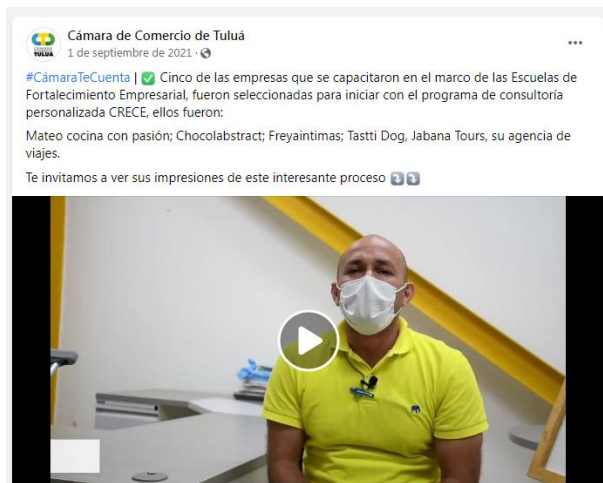 Cámara de Comercio de Tuluá
1 de septiembre de 2021 ·
#CámaraTeCuenta | ✅ Cinco de las empresas que se capacitaron en el marco de las Escuelas de
Fortalecimiento Empresarial, fueron seleccionadas para iniciar con el programa de consultoría
personalizada CRECE, ellos fueron:
Mateo cocina con pasión; Chocolabstract; Freyaintimas; Tastti Dog, Jabana Tours, su agencia de
viajes.
Te invitamos a ver sus impresiones de este interesante proceso ⤵️⤵️